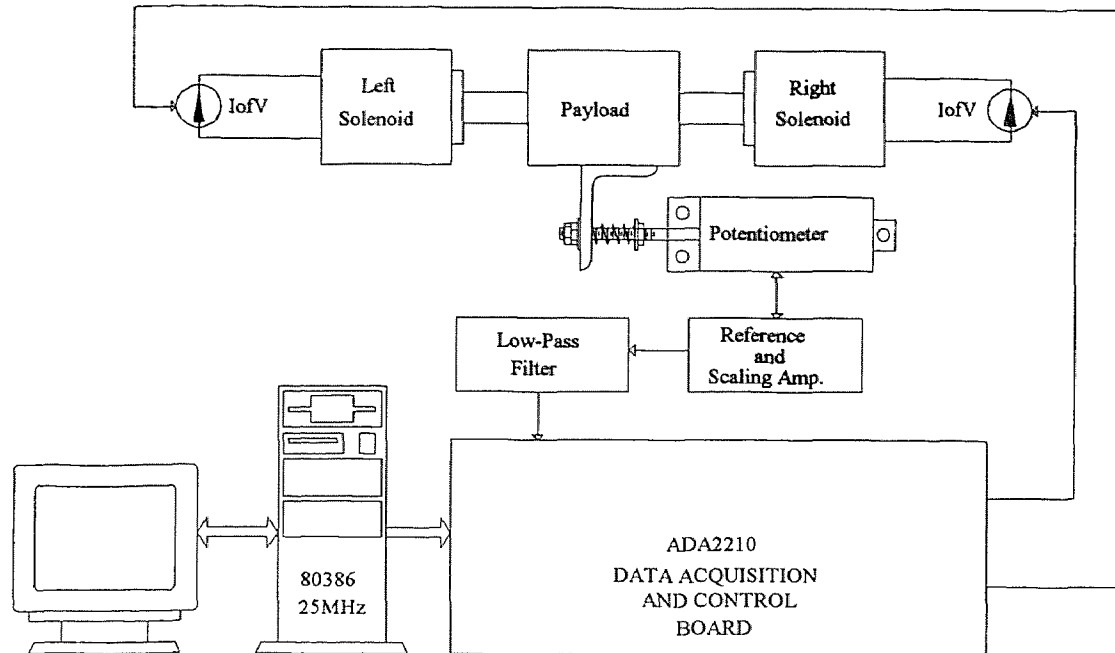 IofV
Left
Solenoid
Payload
Right
Solenoid
IofV
Potentiometer
Low-Pass
Filter
Reference
and
Scaling Amp.
80386
25MHz
ADA2210
DATA ACQUISITION
AND CONTROL
BOARD